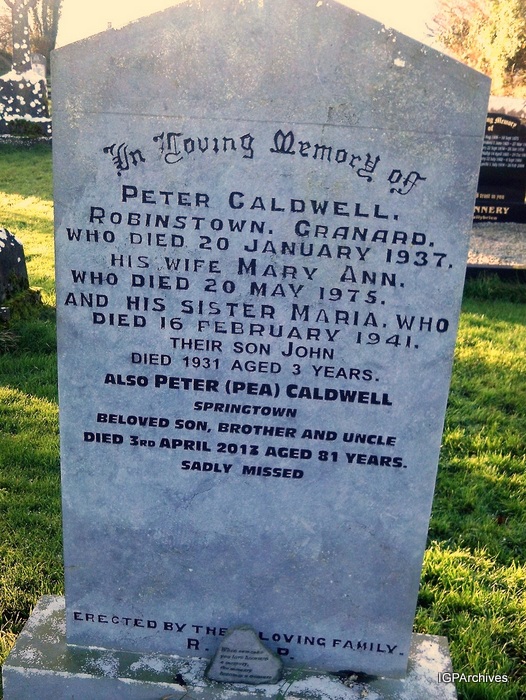 In Loving Memory of
PETER CALDWELL.
ROBINSTOWN. GRANARD.
WHO DIED 20 JANUARY 1937.
HIS WIFE MARY ANN.
WHO DIED 20 MAY 1975.
AND HIS SISTER MARIA. WHO
DIED 16 FEBRUARY 1941.
THEIR SON JOHN
DIED 1931 AGED 3 YEARS.
ALSO PETER (PEA) CALDWELL
SPRINGTOWN
BELOVED SON, BROTHER AND UNCLE
DIED 3RD APRIL 2013 AGED 81 YEARS.
SADLY MISSED
ERECTED BY THE LOVING FAMILY.
R. P.
IGPArchives